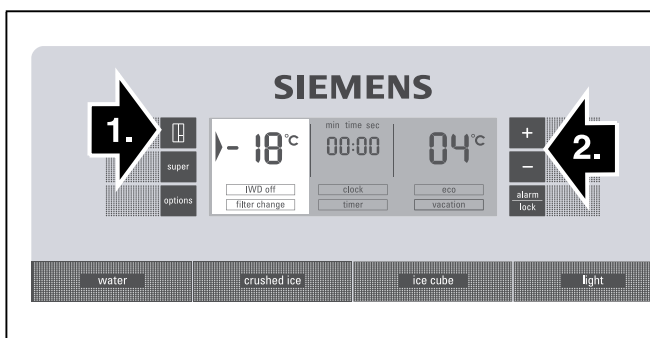 SIEMENS
1.
super
options
- 18°C
IWD off
filter change
min time sec
00:00
clock
timer
04°C
eco
vacation
+
-
alarm
lock
2.
water
crushed ice
ice cube
light